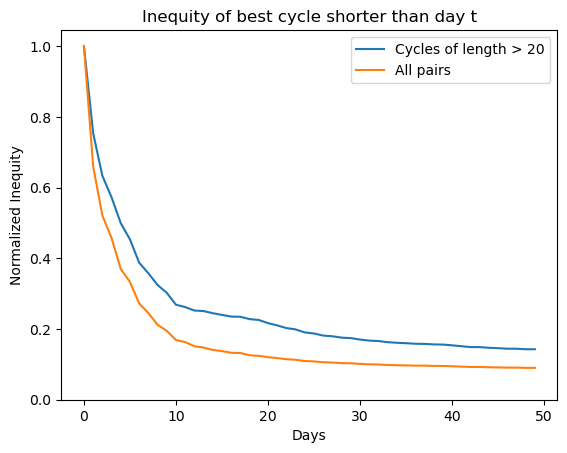 Inequity of best cycle shorter than day t
Cycles of length > 20
All pairs
1.0
0.8
0.6
0.4
0.2
0.0
Normalized Inequity
0
10
20
30
40
50
Days